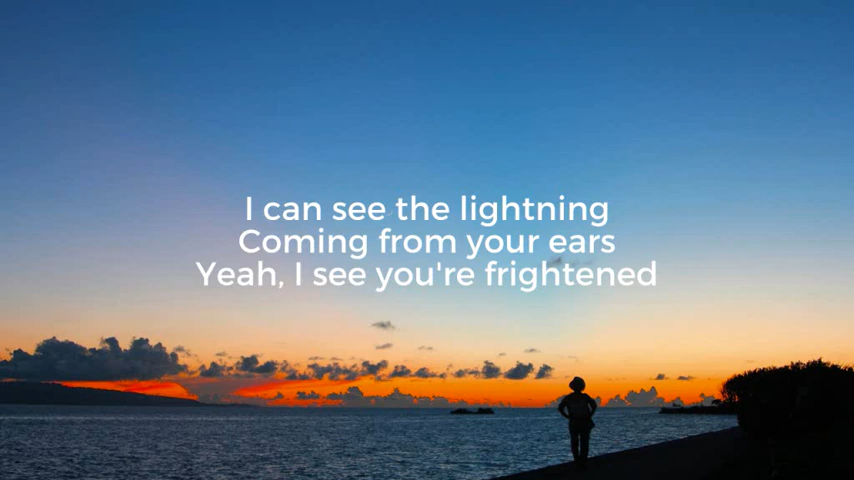 I can see the lightning
Coming from your ears
Yeah, I see you're frightened